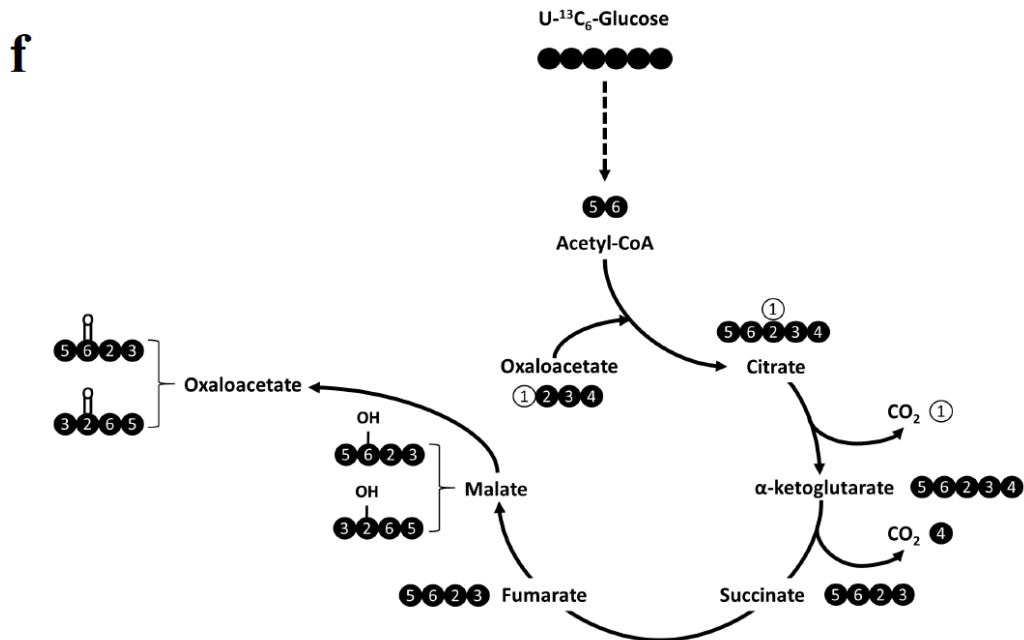 f
U-¹³C₆-Glucose
5 6
Acetyl-CoA
1
5 6 2 3 4
Oxaloacetate
1 2 3 4
Citrate
CO₂ 1
O
5 6 2 3
O
3 2 6 5
Oxaloacetate
OH
5 6 2 3
OH
3 2 6 5
Malate
α-ketoglutarate 5 6 2 3 4
CO₂ 4
5 6 2 3 Fumarate
Succinate 5 6 2 3